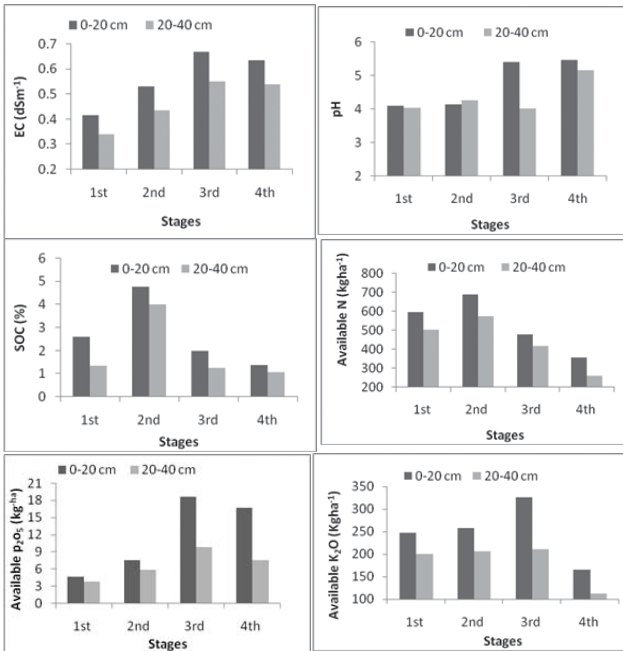 0-20 cm 20-40 cm
0.7
0.6
0.5
0.4
0.3
0.2
EC (dSm⁻¹)
1st 2nd 3rd 4th
Stages
0-20 cm 20-40 cm
6
5
4
3
2
pH
1st 2nd 3rd 4th
Stages
0-20 cm 20-40 cm
6
5
4
3
2
1
0
SOC (%)
1st 2nd 3rd 4th
Stages
0-20 cm 20-40 cm
800
700
600
500
400
300
200
Available N (kgha⁻¹)
1st 2nd 3rd 4th
Stages
0-20 cm 20-40 cm
21
18
15
12
9
6
3
0
Available p₂o₅ (kg⁻ha)
1st 2nd 3rd 4th
Stages
0-20 cm 20-40 cm
350
300
250
200
150
100
Available K₂O (Kgha⁻¹)
1st 2nd 3rd 4th
Stages